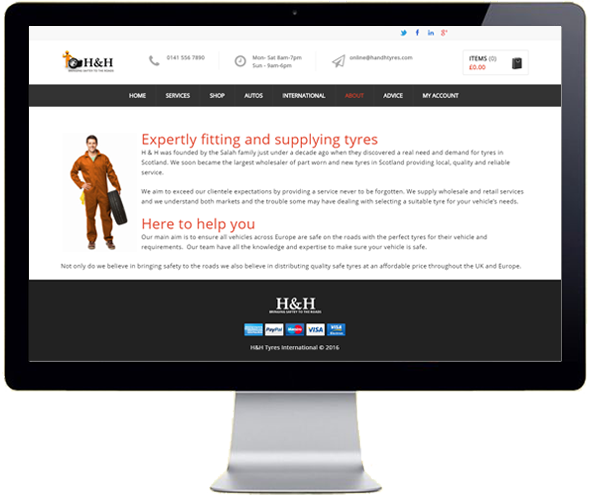 H&H
BRINGING SAFTEY TO THE ROADS
0141 556 7890
Mon- Sat 8am-7pm
Sun - 9am-6pm
online@handhtyres.com
ITEMS (0)
£0.00
HOME SERVICES SHOP AUTOS INTERNATIONAL ABOUT ADVICE MY ACCOUNT
Expertly fitting and supplying tyres
H & H was founded by the Salah family just under a decade ago when they discovered a real need and demand for tyres in
Scotland. We soon became the largest wholesaler of part worn and new tyres in Scotland providing local, quality and reliable
service.
We aim to exceed our clientele expectations by providing a service never to be forgotten. We supply wholesale and retail services
and we understand both markets and the trouble some may have dealing with selecting a suitable tyre for your vehicle's needs.
Here to help you
Our main aim is to ensure all vehicles across Europe are safe on the roads with the perfect tyres for their vehicle and
requirements. Our team have all the knowledge and expertise to make sure your vehicle is safe.
Not only do we believe in bringing safety to the roads we also believe in distributing quality safe tyres at an affordable price throughout the UK and Europe.
H&H
BRINGING SAFTEY TO THE ROADS
PayPal VISA VISA
H&H Tyres International © 2016